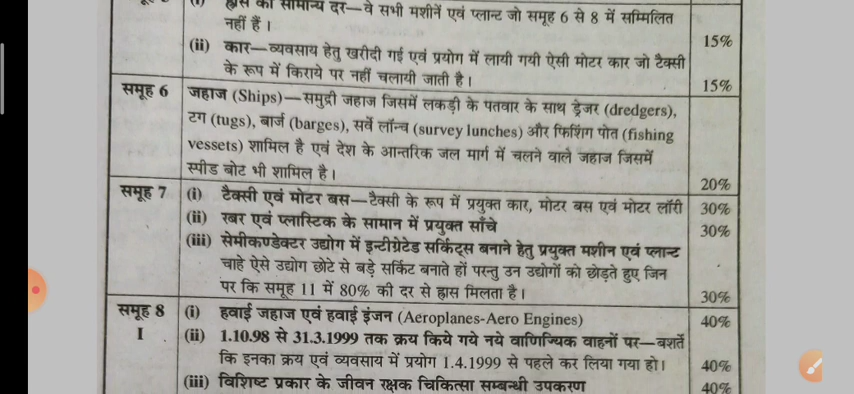 (i) ह्रास की सामान्य दर—वे सभी मशीनें एवं प्लान्ट जो समूह 6 से 8 में सम्मिलित
नहीं हैं । 15%
(ii) कार—व्यवसाय हेतु खरीदी गई एवं प्रयोग में लायी गयी ऐसी मोटर कार जो टैक्सी
के रूप में किराये पर नहीं चलायी जाती है। 15%
समूह 6 जहाज (Ships)—समुद्री जहाज जिसमें लकड़ी के पतवार के साथ ड्रेजर (dredgers),
टग (tugs), बार्ज (barges), सर्वे लॉन्च (survey lunches) और फिशिंग पोत (fishing
vessets) शामिल है एवं देश के आन्तरिक जल मार्ग में चलने वाले जहाज जिसमें
स्पीड बोट भी शामिल है। 20%
समूह 7 (i) टैक्सी एवं मोटर बस—टैक्सी के रूप में प्रयुक्त कार, मोटर बस एवं मोटर लॉरी 30%
(ii) रबर एवं प्लास्टिक के सामान में प्रयुक्त साँचे 30%
(iii) सेमीकण्डेक्टर उद्योग में इन्टीग्रेटेड सर्किट्स बनाने हेतु प्रयुक्त मशीन एवं प्लान्ट
चाहे ऐसे उद्योग छोटे से बड़े सर्किट बनाते हों परन्तु उन उद्योगों को छोड़ते हुए जिन
पर कि समूह 11 में 80% की दर से ह्रास मिलता है। 30%
समूह 8 (i) हवाई जहाज एवं हवाई इंजन (Aeroplanes-Aero Engines) 40%
I (ii) 1.10.98 से 31.3.1999 तक क्रय किये गये नये वाणिज्यिक वाहनों पर—बशर्ते
कि इनका क्रय एवं व्यवसाय में प्रयोग 1.4.1999 से पहले कर लिया गया हो। 40%
(iii) विशिष्ट प्रकार के जीवन रक्षक चिकित्सा सम्बन्धी उपकरण 40%